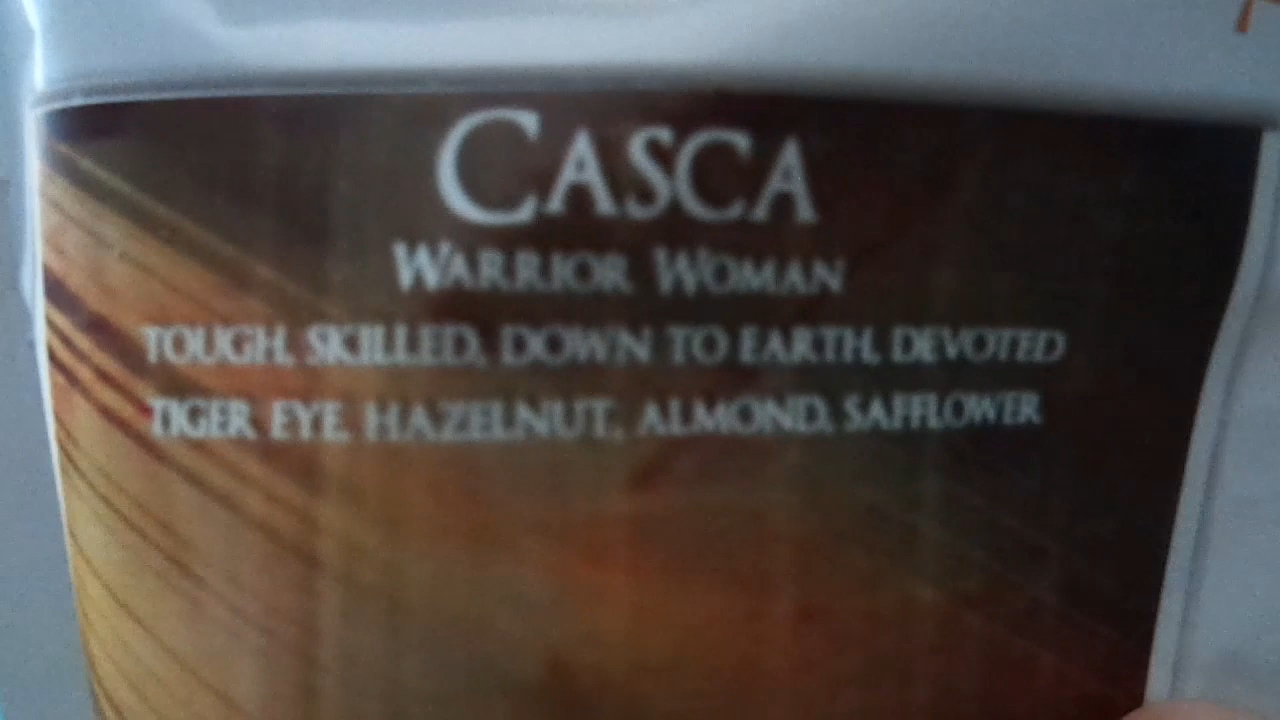 CASCA
WARRIOR WOMAN
TOUGH, SKILLED, DOWN TO EARTH, DEVOTED
TIGER EYE, HAZELNUT, ALMOND, SAFFLOWER